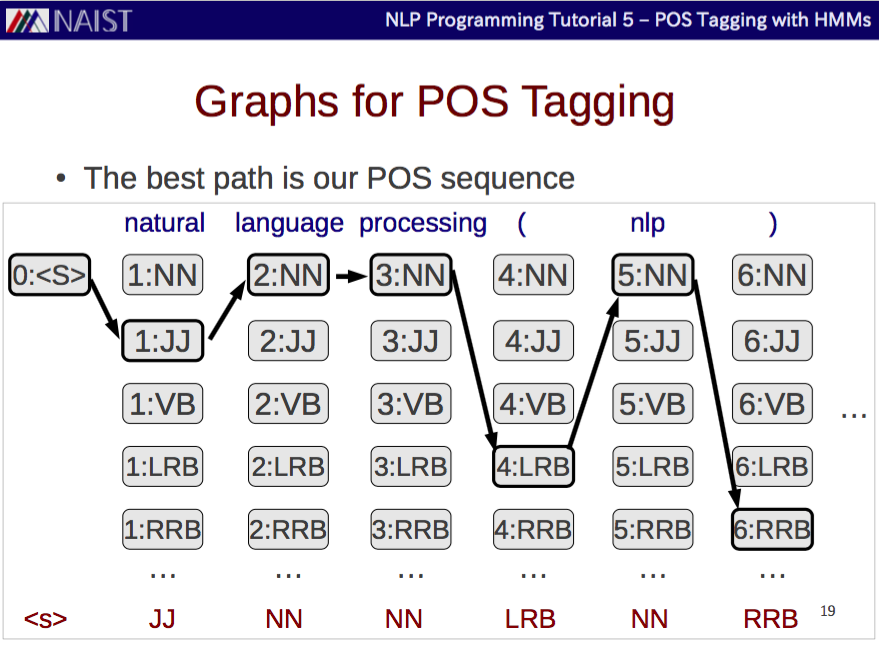 NAIST NLP Programming Tutorial 5 – POS Tagging with HMMs
Graphs for POS Tagging
• The best path is our POS sequence
natural language processing ( nlp )
0:<S> 1:NN 2:NN 3:NN 4:NN 5:NN 6:NN
1:JJ 2:JJ 3:JJ 4:JJ 5:JJ 6:JJ
1:VB 2:VB 3:VB 4:VB 5:VB 6:VB …
1:LRB 2:LRB 3:LRB 4:LRB 5:LRB 6:LRB
1:RRB 2:RRB 3:RRB 4:RRB 5:RRB 6:RRB
… … … … … …
<s> JJ NN NN LRB NN RRB 19